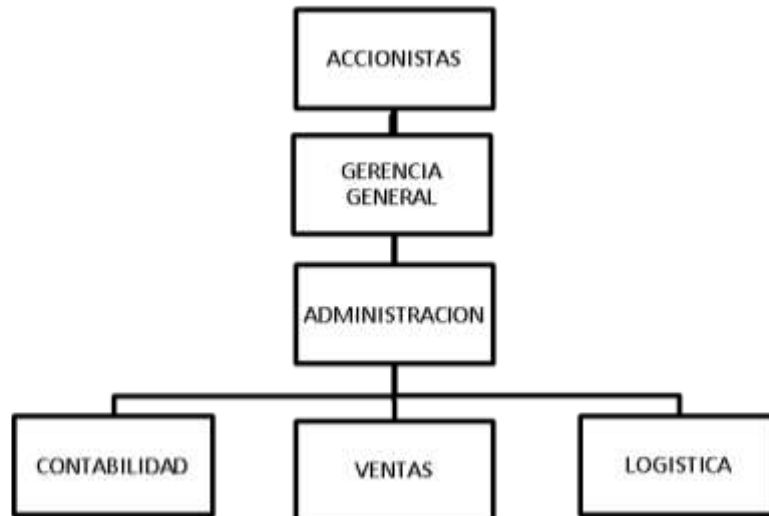 ACCIONISTAS
GERENCIA
GENERAL
ADMINISTRACION
CONTABILIDAD
VENTAS
LOGISTICA